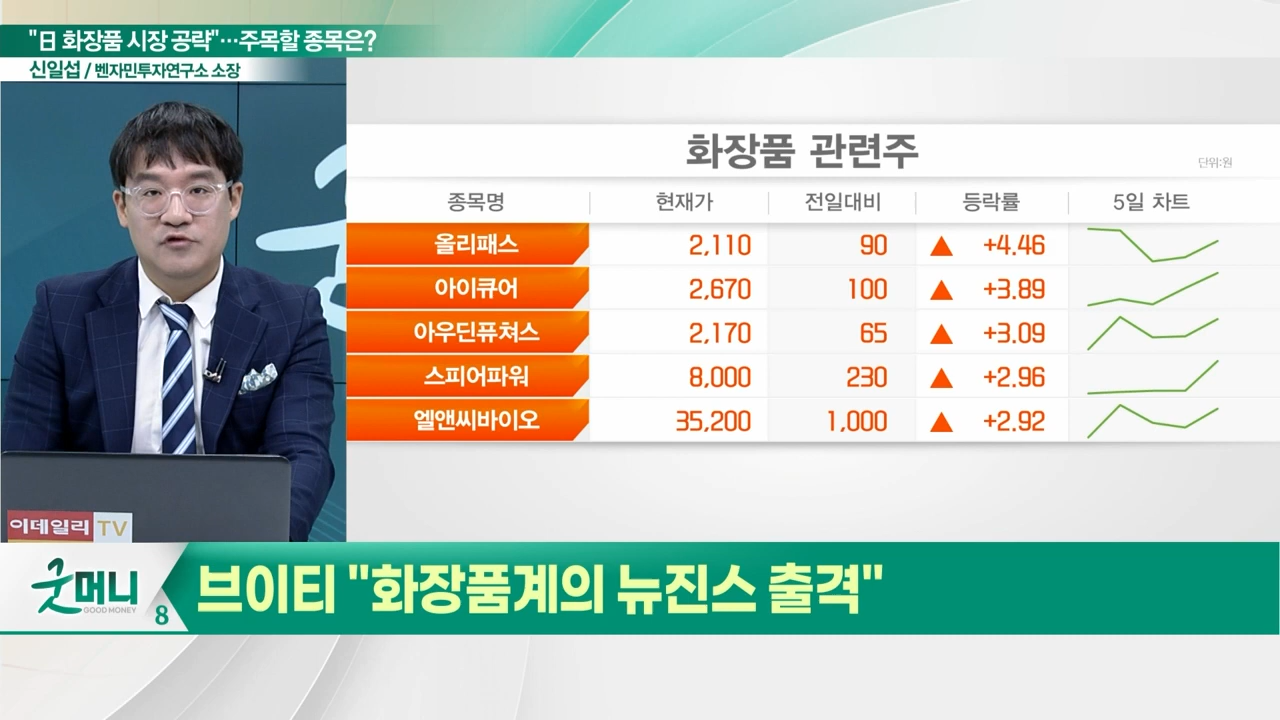 "日 화장품 시장 공략"…주목할 종목은?
신일섭 / 벤자민투자연구소 소장
화장품 관련주
단위:원
종목명 현재가 전일대비 등락률 5일 차트
올리패스 2,110 90 ▲ +4.46
아이큐어 2,670 100 ▲ +3.89
아우딘퓨쳐스 2,170 65 ▲ +3.09
스피어파워 8,000 230 ▲ +2.96
엘앤씨바이오 35,200 1,000 ▲ +2.92
이데일리 TV
굿머니
GOOD MONEY
8
브이티 "화장품계의 뉴진스 출격"